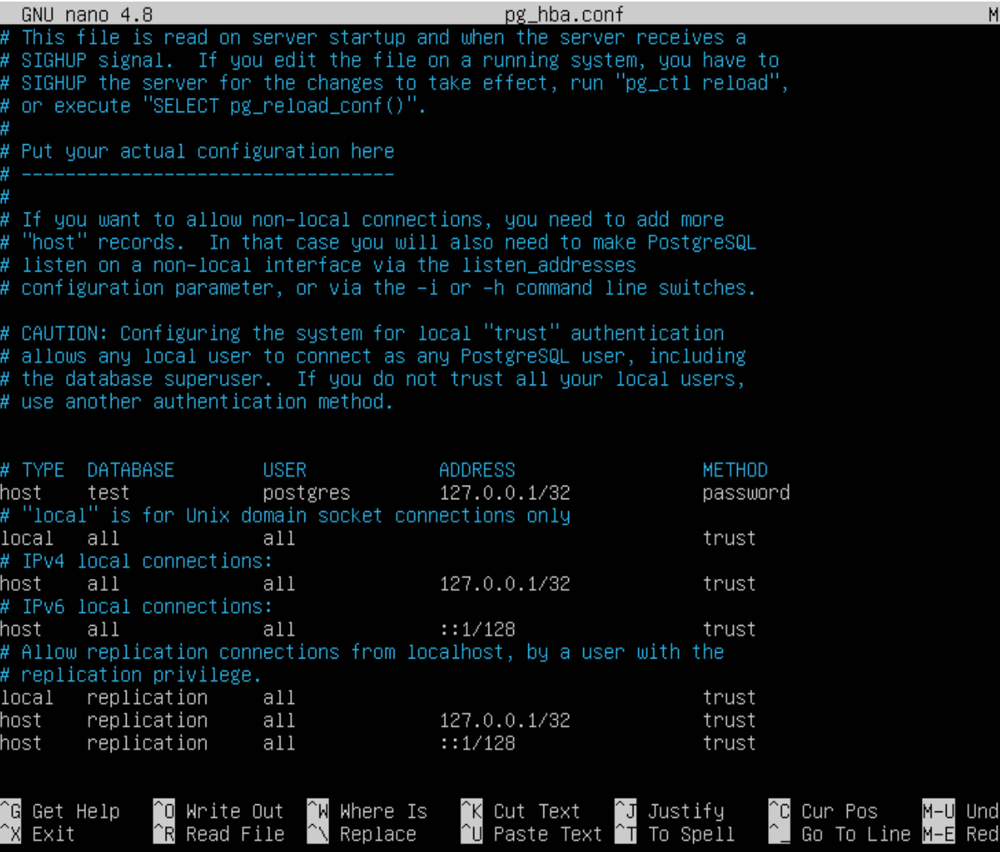 GNU nano 4.8 pg_hba.conf M
# This file is read on server startup and when the server receives a
# SIGHUP signal.  If you edit the file on a running system, you have to
# SIGHUP the server for the changes to take effect, run "pg_ctl reload",
# or execute "SELECT pg_reload_conf()".
#
# Put your actual configuration here
# ----------------------------------
#
# If you want to allow non-local connections, you need to add more
# "host" records.  In that case you will also need to make PostgreSQL
# listen on a non-local interface via the listen_addresses
# configuration parameter, or via the -i or -h command line switches.
# CAUTION: Configuring the system for local "trust" authentication
# allows any local user to connect as any PostgreSQL user, including
# the database superuser.  If you do not trust all your local users,
# use another authentication method.
# TYPE  DATABASE        USER            ADDRESS                 METHOD
host    test            postgres        127.0.0.1/32            password
# "local" is for Unix domain socket connections only
local   all             all                                     trust
# IPv4 local connections:
host    all             all             127.0.0.1/32            trust
# IPv6 local connections:
host    all             all             ::1/128                 trust
# Allow replication connections from localhost, by a user with the
# replication privilege.
local   replication     all                                     trust
host    replication     all             127.0.0.1/32            trust
host    replication     all             ::1/128                 trust
^G Get Help ^O Write Out ^W Where Is ^K Cut Text ^J Justify ^C Cur Pos M-U Und
^X Exit ^R Read File ^\ Replace ^U Paste Text ^T To Spell ^_ Go To Line M-E Red